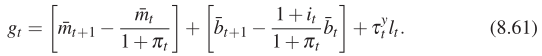 g_t = [ m̄_{t+1} − m̄_t / (1 + π_t) ] + [ b̄_{t+1} − (1 + i_t) / (1 + π_t) b̄_t ] + τ_t^y l_t. (8.61)